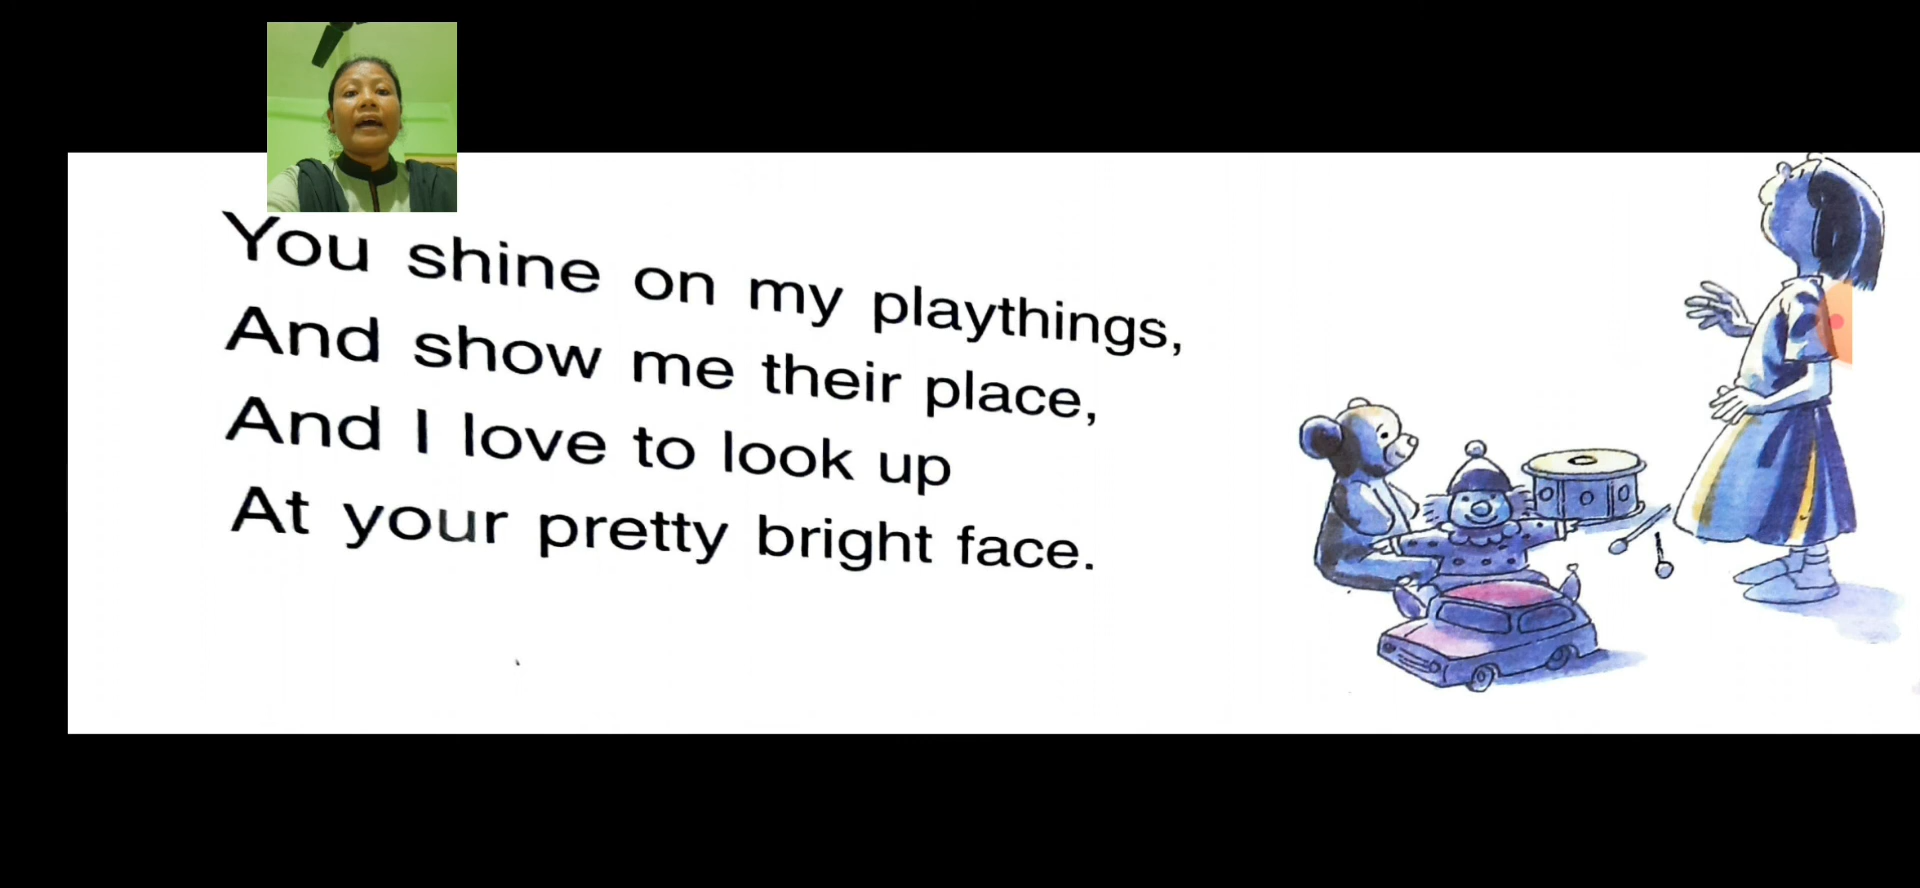 You shine on my playthings,
And show me their place,
And I love to look up
At your pretty bright face.